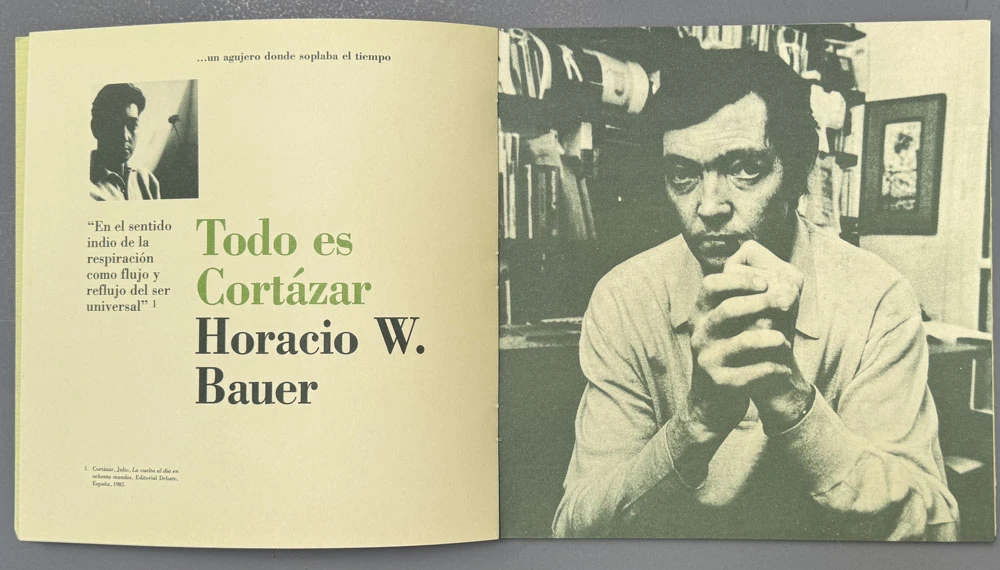 ...un agujero donde soplaba el tiempo
“En el sentido
indio de la
respiración
como flujo y
reflujo del ser
universal” 1
Todo es
Cortázar
Horacio W.
Bauer
1. Cortázar, Julio, La vuelta al día en
ochenta mundos, Editorial Debate,
España, 1985.